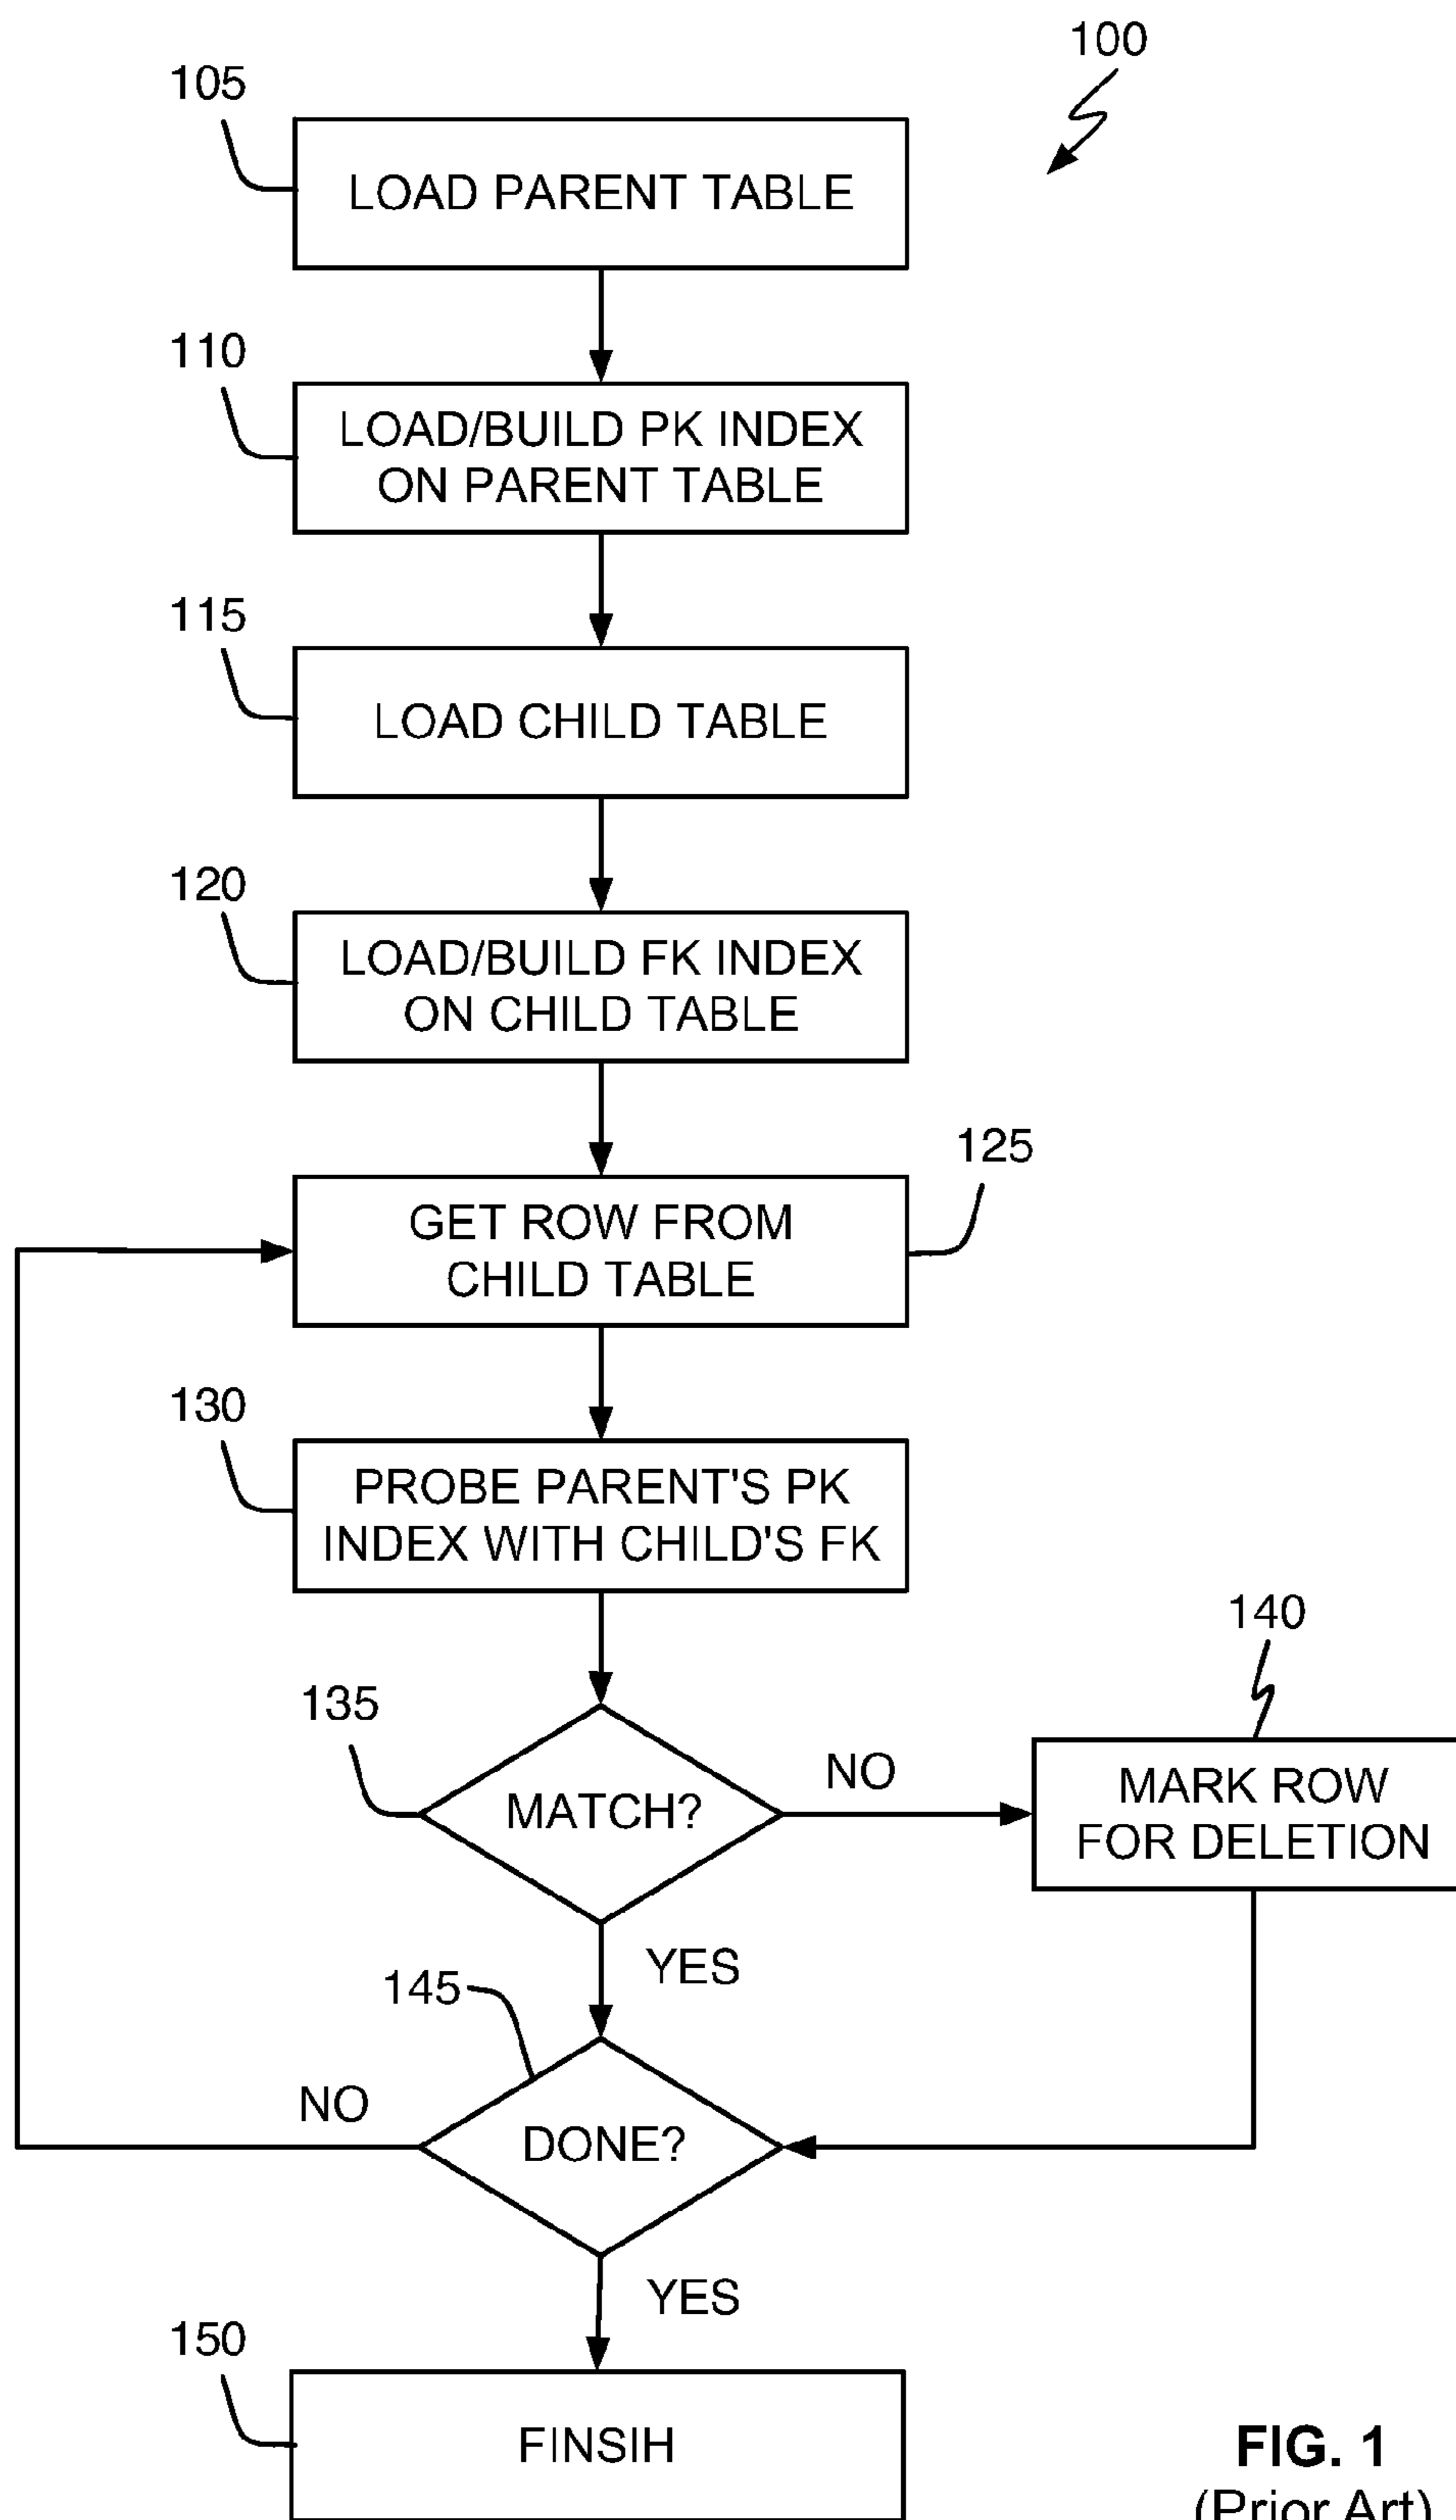 100
105
LOAD PARENT TABLE
110
LOAD/BUILD PK INDEX
ON PARENT TABLE
115
LOAD CHILD TABLE
120
LOAD/BUILD FK INDEX
ON CHILD TABLE
125
GET ROW FROM
CHILD TABLE
130
PROBE PARENT'S PK
INDEX WITH CHILD'S FK
135
MATCH?
NO
140
MARK ROW
FOR DELETION
YES
145
DONE?
NO
YES
150
FINSIH
FIG. 1
(Prior Art)